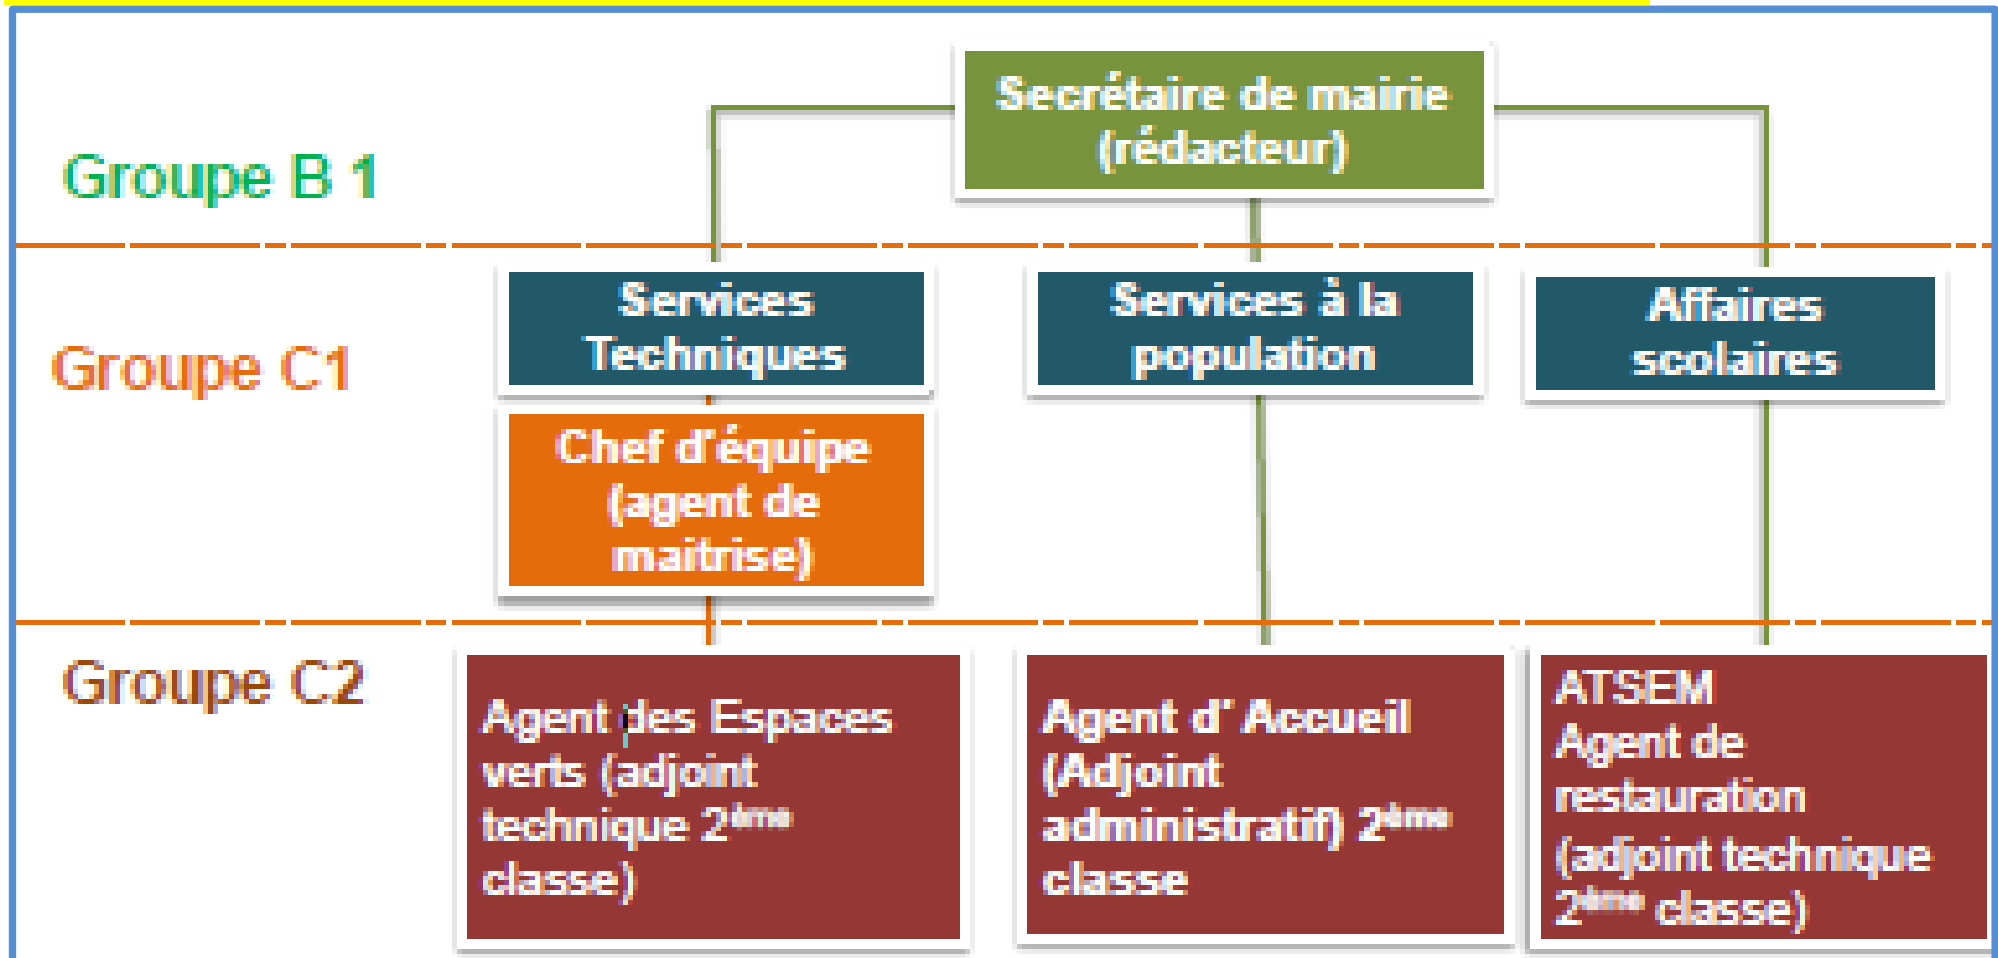 Secrétaire de mairie
(rédacteur)
Groupe B 1
Services
Techniques
Services à la
population
Affaires
scolaires
Groupe C1
Chef d'équipe
(agent de
maitrise)
Groupe C2
Agent des Espaces
verts (adjoint
technique 2ème
classe)
Agent d' Accueil
(Adjoint
administratif) 2ème
classe
ATSEM
Agent de
restauration
(adjoint technique
2ème classe)